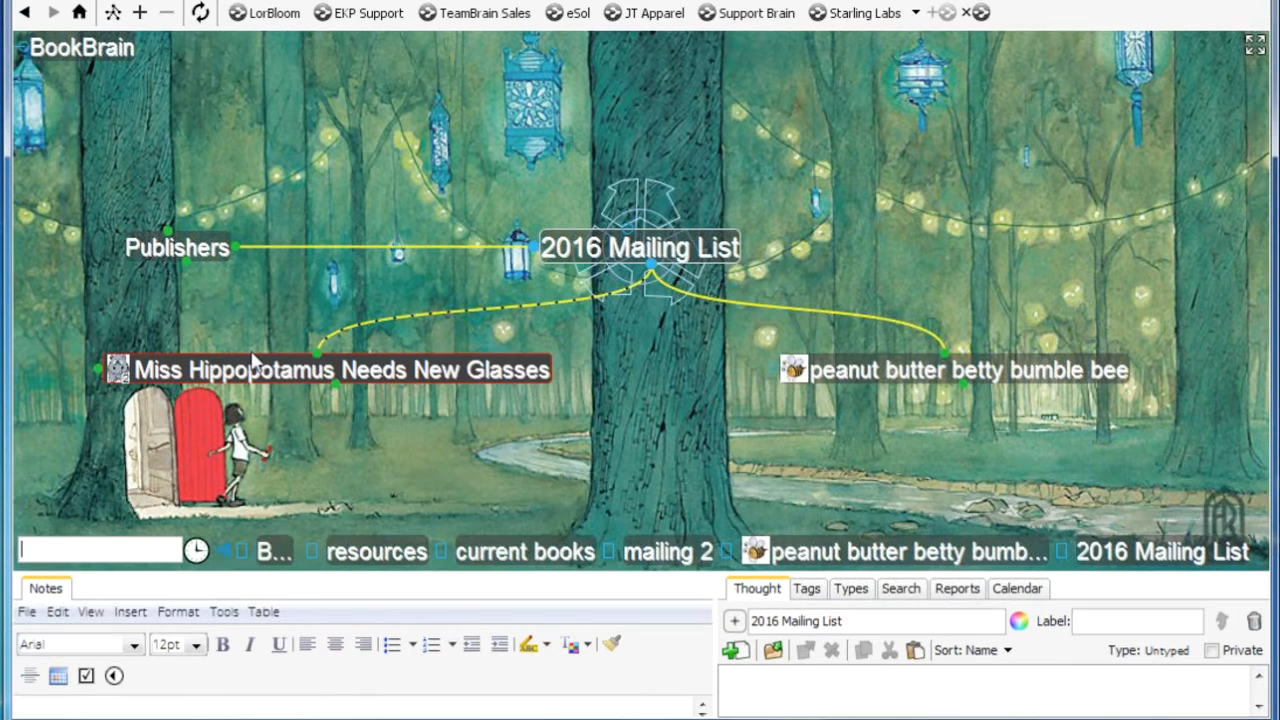 LorBloom EKP Support TeamBrain Sales eSol JT Apparel Support Brain Starling Labs
BookBrain
Publishers 2016 Mailing List
Miss Hippopotamus Needs New Glasses peanut butter betty bumble bee
B... resources current books mailing 2 peanut butter betty bumb... 2016 Mailing List
Notes Thought Tags Types Search Reports Calendar
File Edit View Insert Format Tools Table
2016 Mailing List Label:
Arial 12pt B I U
Sort: Name Type: Untyped Private